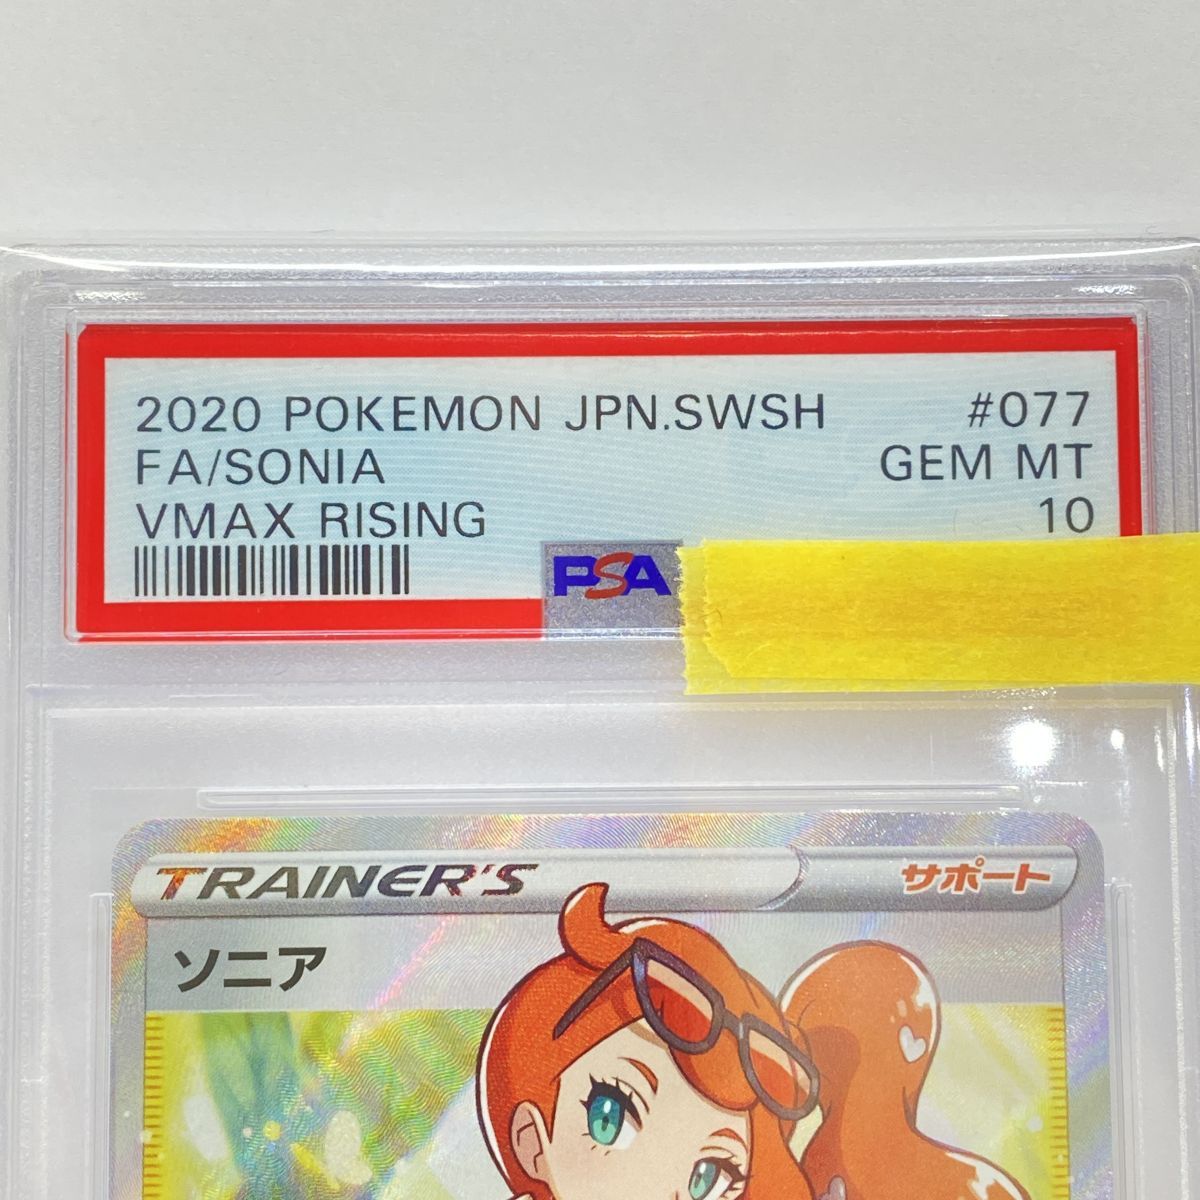 2020 POKEMON JPN.SWSH #077
FA/SONIA GEM MT
VMAX RISING 10
PSA
TRAINER'S サポート
ソニア